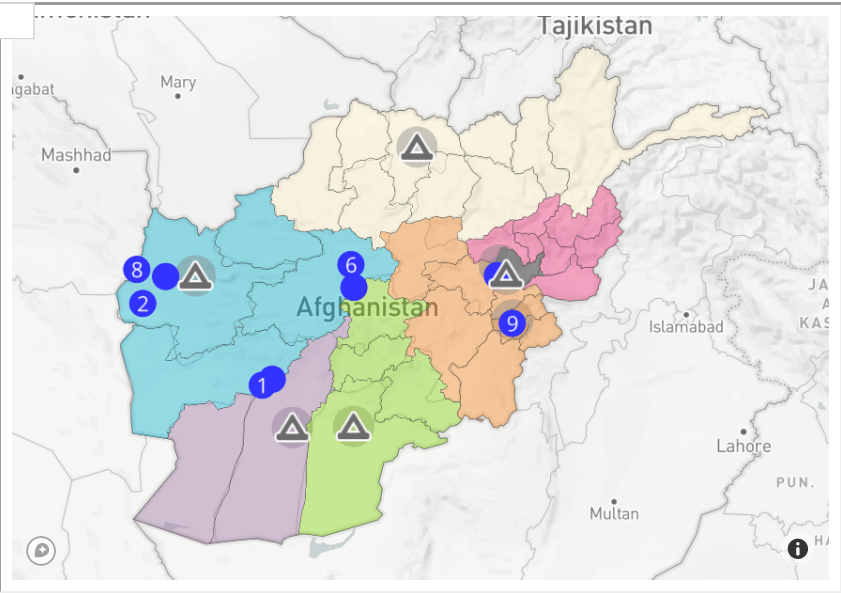 Tajikistan
Mary
Mashhad
8
6
2
Afghanistan
9
Islamabad
1
Lahore
PUN.
Multan
i